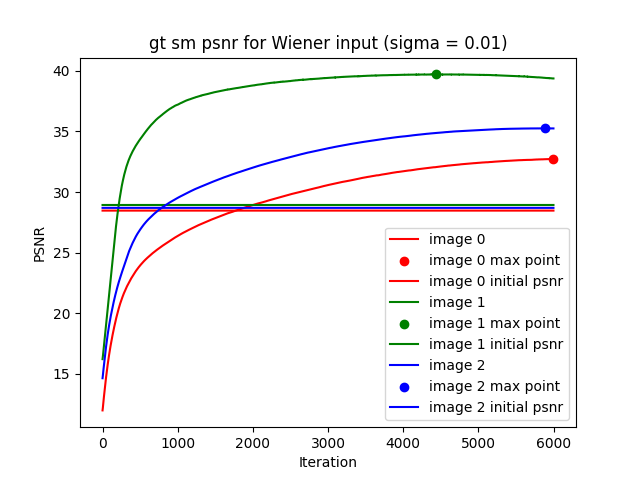 gt sm psnr for Wiener input (sigma = 0.01)
PSNR
40
35
30
25
20
15
image 0
image 0 max point
image 0 initial psnr
image 1
image 1 max point
image 1 initial psnr
image 2
image 2 max point
image 2 initial psnr
0 1000 2000 3000 4000 5000 6000
Iteration